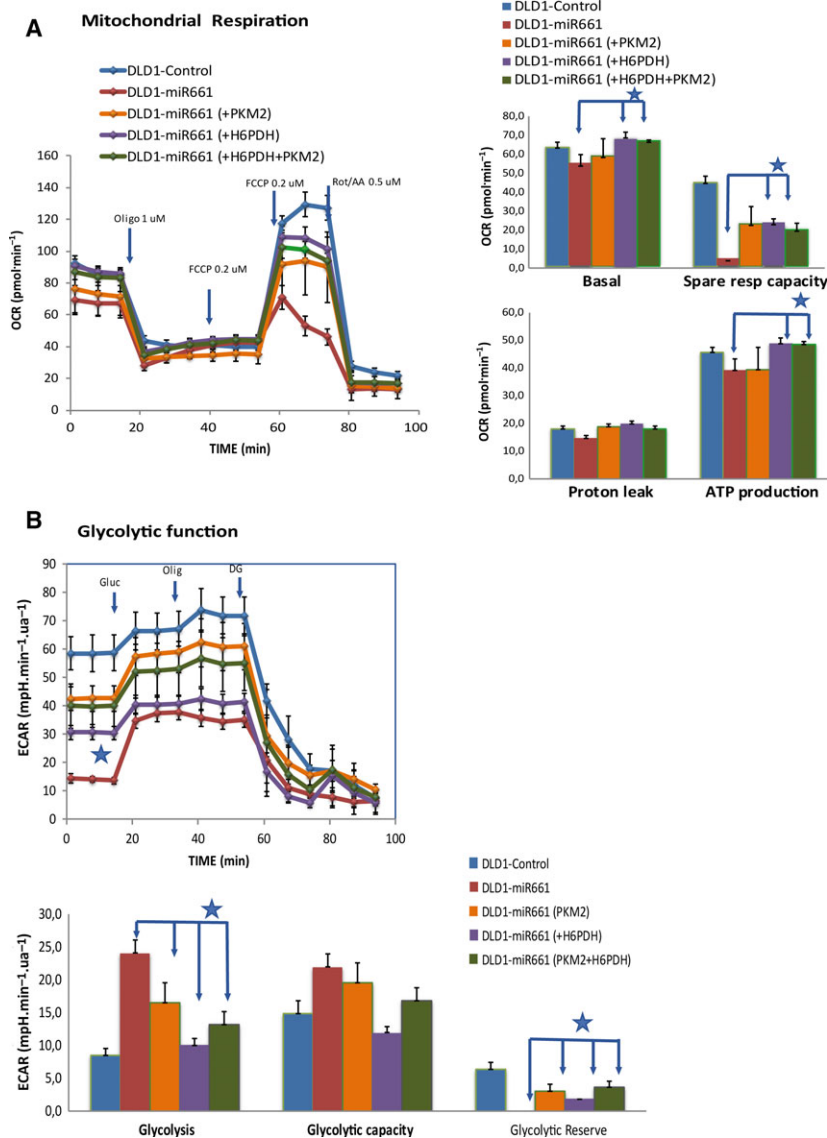 A
Mitochondrial Respiration
DLD1-Control
DLD1-miR661
DLD1-miR661 (+PKM2)
DLD1-miR661 (+H6PDH)
DLD1-miR661 (+H6PDH+PKM2)
160
140
120
100
80
60
40
20
0
OCR (pmol·min⁻¹)
Oligo 1 uM
FCCP 0.2 uM
FCCP 0.2 uM
Rot/AA 0.5 uM
0
20
40
60
80
100
TIME (min)
DLD1-Control
DLD1-miR661
DLD1-miR661 (+PKM2)
DLD1-miR661 (+H6PDH)
DLD1-miR661 (+H6PDH+PKM2)
80,0
70,0
60,0
50,0
40,0
30,0
20,0
10,0
0,0
OCR (pmol·min⁻¹)
Basal
Spare resp capacity
60,0
50,0
40,0
30,0
20,0
10,0
0,0
OCR (pmol·min⁻¹)
Proton leak
ATP production
B
Glycolytic function
90
80
70
60
50
40
30
20
10
0
ECAR (mpH.min⁻¹.ua⁻¹)
Gluc
Olig
DG
0
20
40
60
80
100
TIME (min)
DLD1-Control
DLD1-miR661
DLD1-miR661 (PKM2)
DLD1-miR661 (+H6PDH)
DLD1-miR661 (PKM2+H6PDH)
30,0
25,0
20,0
15,0
10,0
5,0
0,0
ECAR (mpH.min⁻¹.ua⁻¹)
Glycolysis
Glycolytic capacity
Glycolytic Reserve